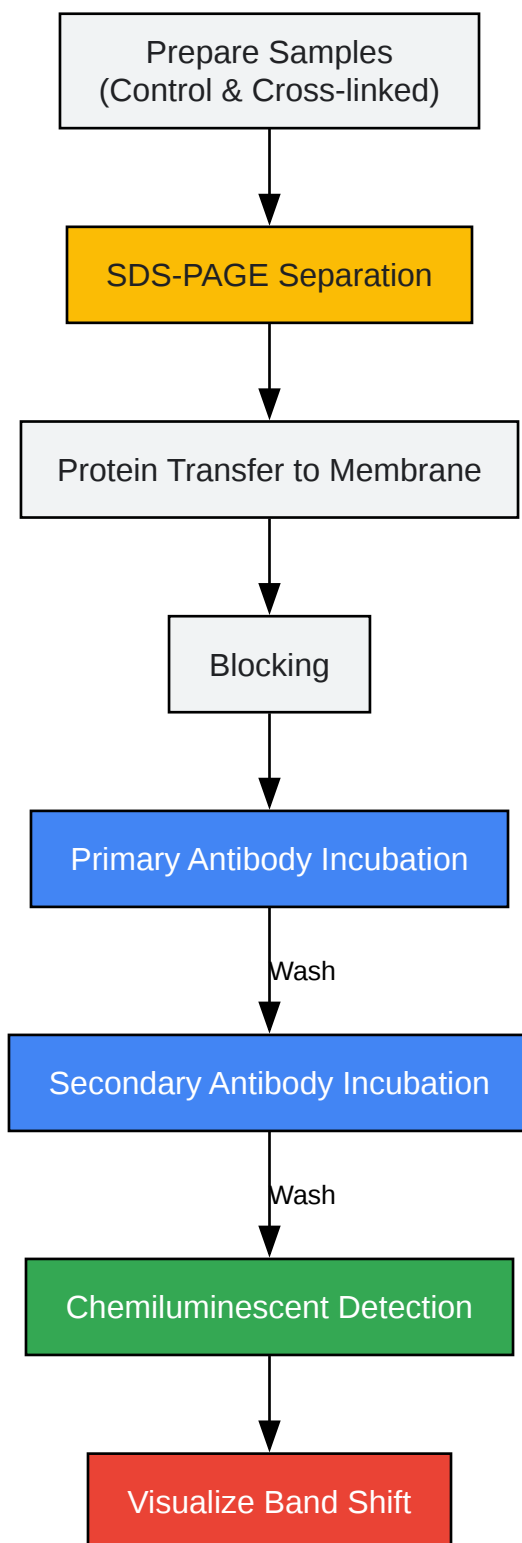 Prepare Samples
(Control & Cross-linked)
SDS-PAGE Separation
Protein Transfer to Membrane
Blocking
Primary Antibody Incubation
Wash
Secondary Antibody Incubation
Wash
Chemiluminescent Detection
Visualize Band Shift